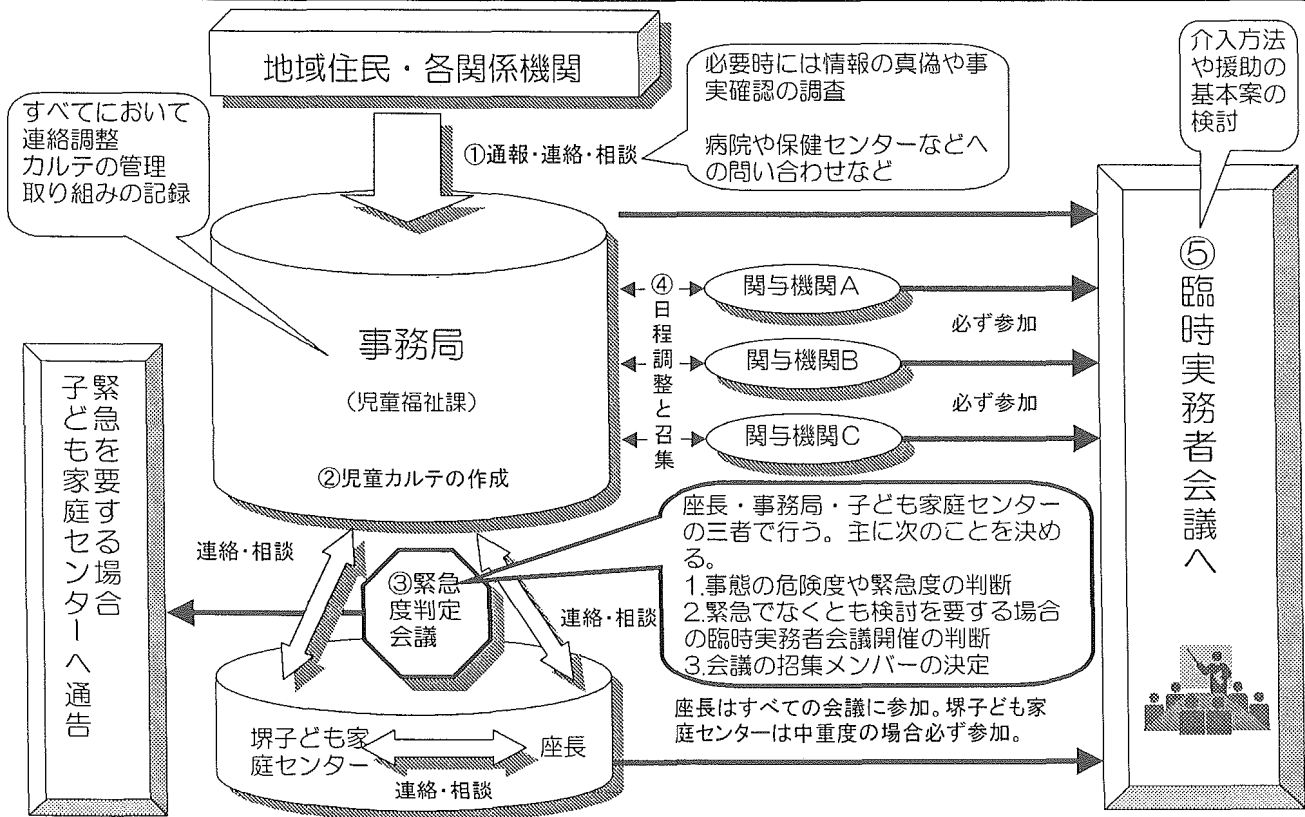 地域住民・各関係機関
必要時には情報の真偽や事
実確認の調査
病院や保健センターなどへ
の問い合わせなど
介入方法
や援助の
基本案の
検討
すべてにおいて
連絡調整
カルテの管理
取り組みの記録
①通報・連絡・相談
事務局
(児童福祉課)
②児童カルテの作成
④日程調整と召集
関与機関A
必ず参加
関与機関B
必ず参加
関与機関C
⑤臨時実務者会議へ
緊急を要する場合
子ども家庭センターへ通告
連絡・相談
③緊急
度判定
会議
連絡・相談
座長・事務局・子ども家庭センター
の三者で行う。主に次のことを決め
る。
1.事態の危険度や緊急度の判断
2.緊急でなくとも検討を要する場合
の臨時実務者会議開催の判断
3.会議の招集メンバーの決定
座長はすべての会議に参加。堺子ども家
庭センターは中重度の場合必ず参加。
堺子ども家
庭センター
座長
連絡・相談